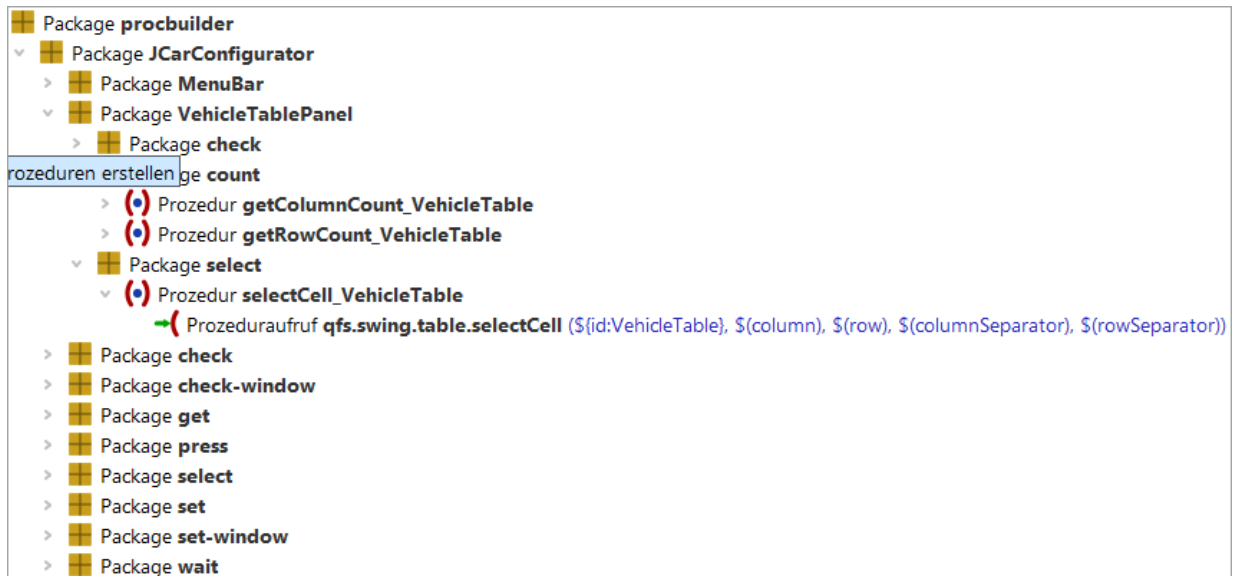 Package procbuilder
Package JCarConfigurator
Package MenuBar
Package VehicleTablePanel
Package check
rozeduren erstellen ge count
Prozedur getColumnCount_VehicleTable
Prozedur getRowCount_VehicleTable
Package select
Prozedur selectCell_VehicleTable
Prozeduraufruf qfs.swing.table.selectCell (${id:VehicleTable}, $(column), $(row), $(columnSeparator), $(rowSeparator))
Package check
Package check-window
Package get
Package press
Package select
Package set
Package set-window
Package wait